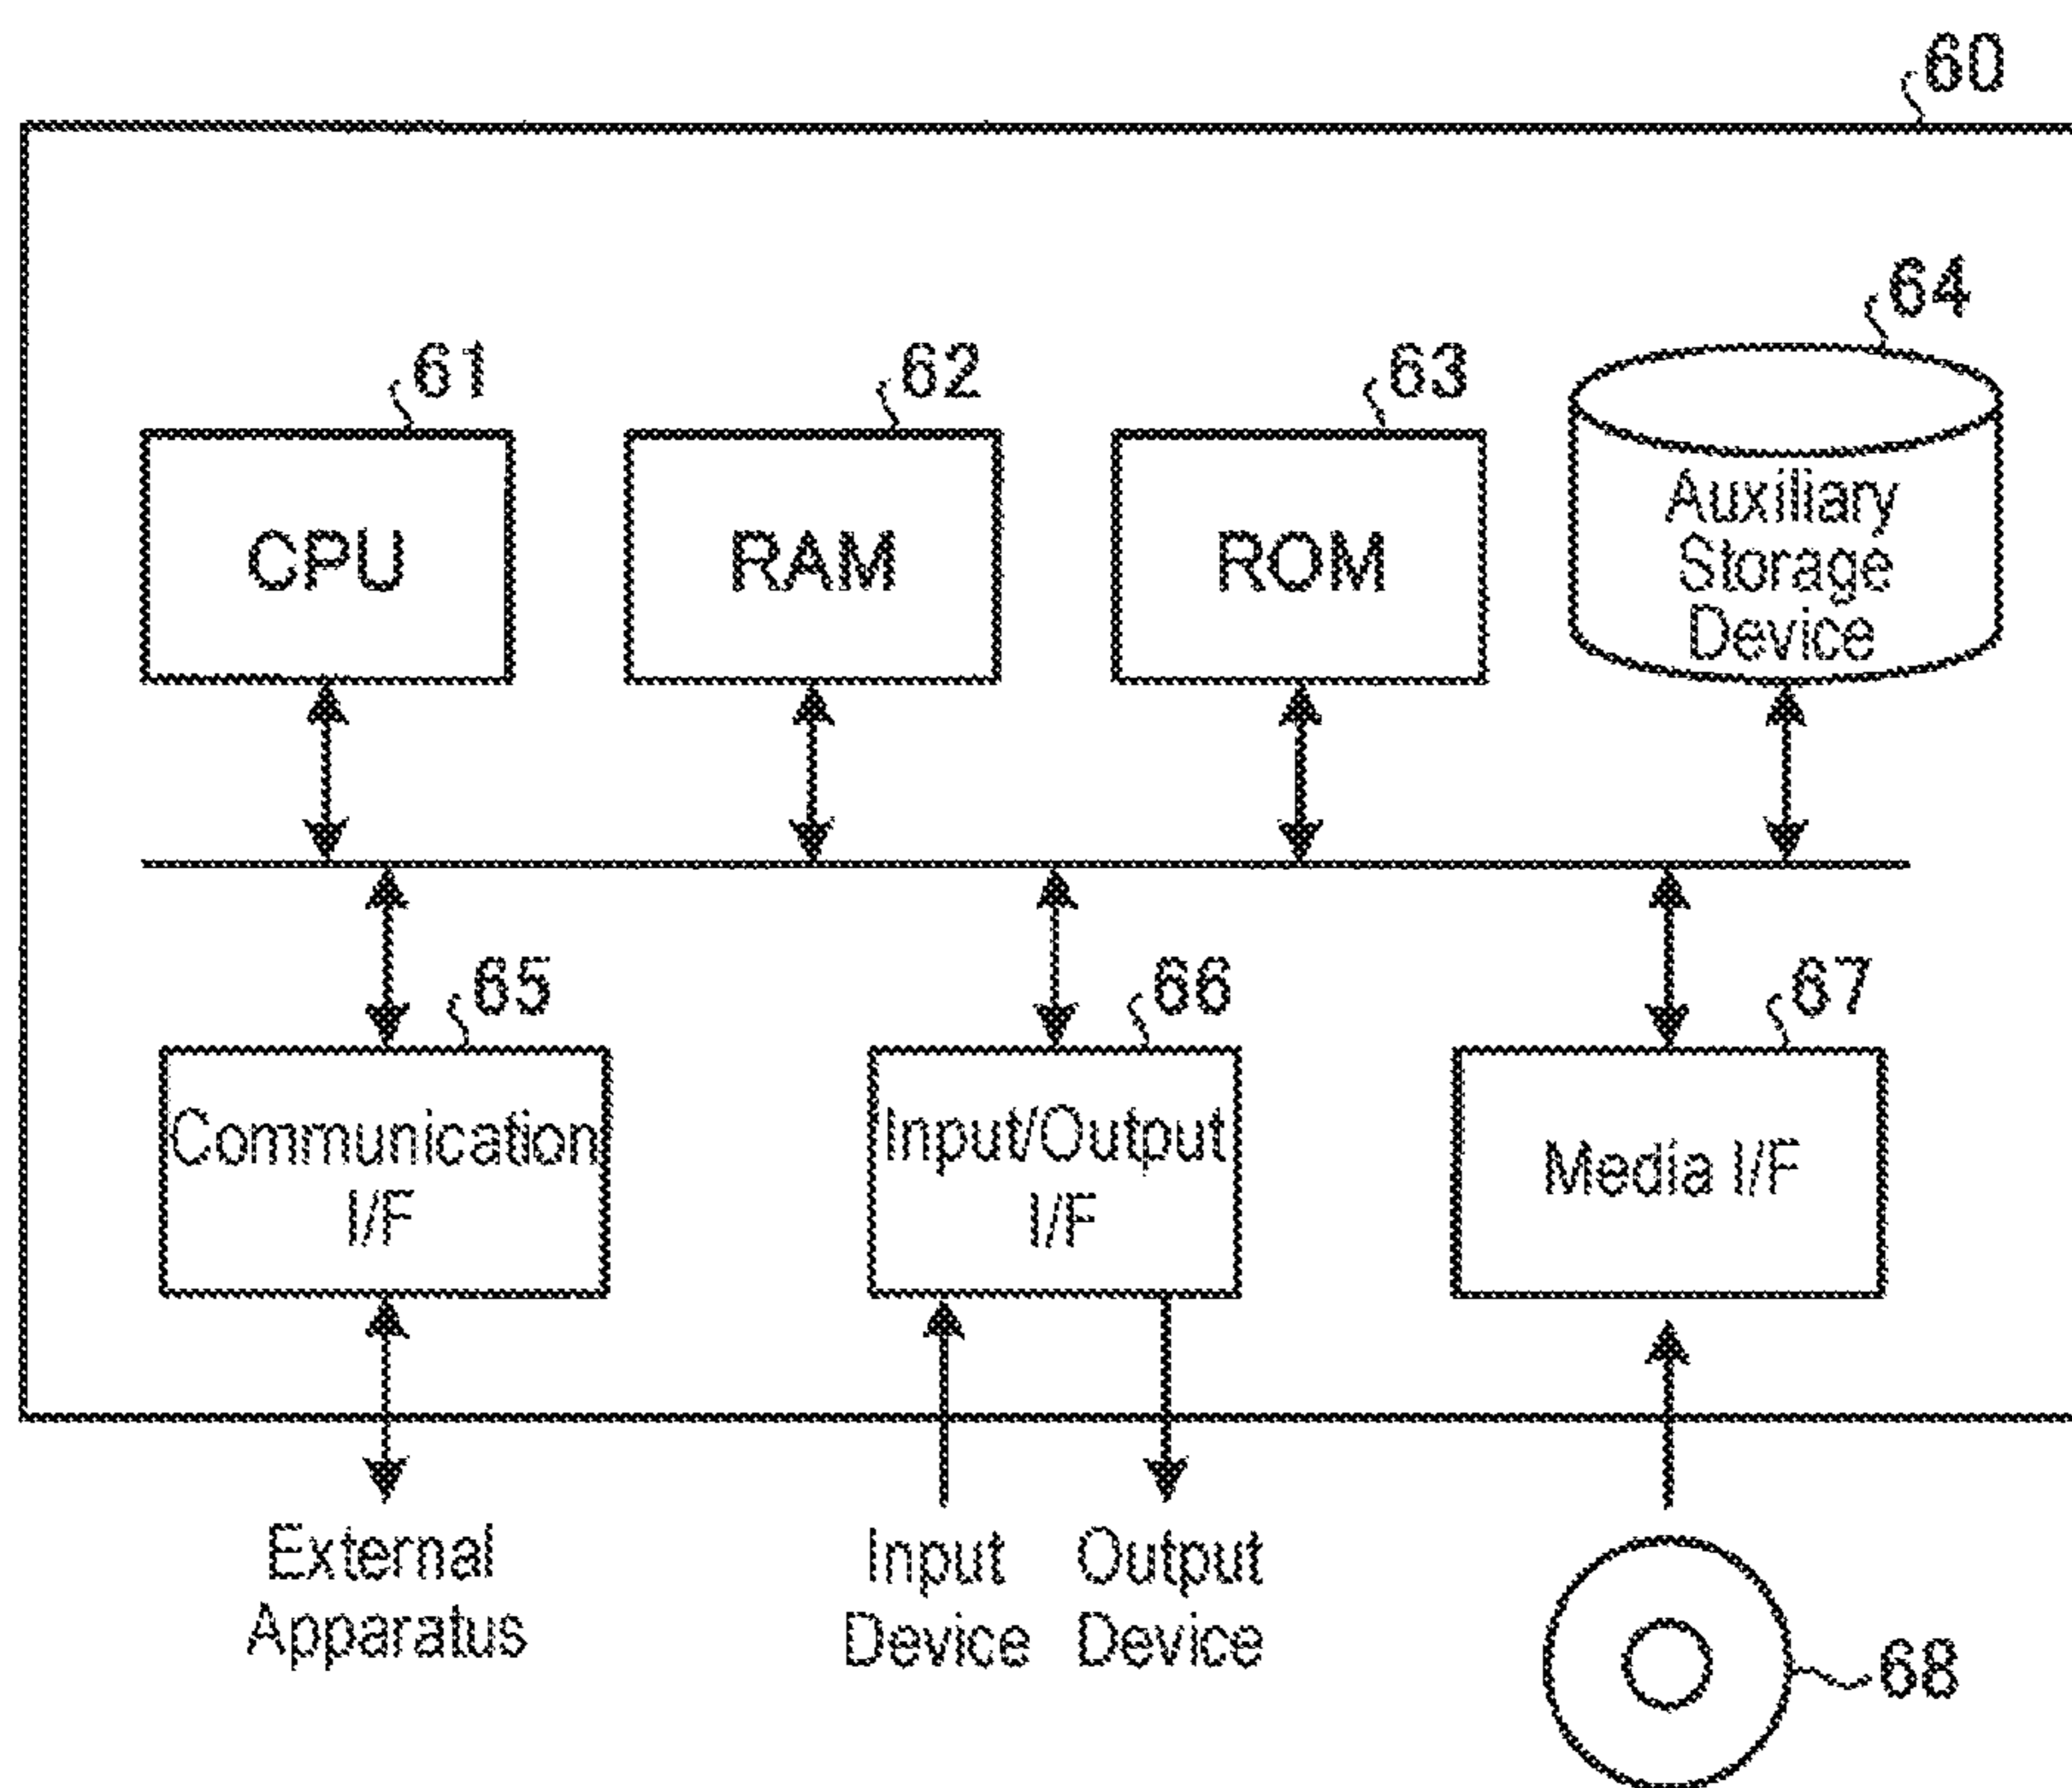 60
64
61
62
63
CPU
RAM
ROM
Auxiliary
Storage
Device
65
66
67
Communication
I/F
Input/Output
I/F
Media I/F
External
Apparatus
Input
Device
Output
Device
68